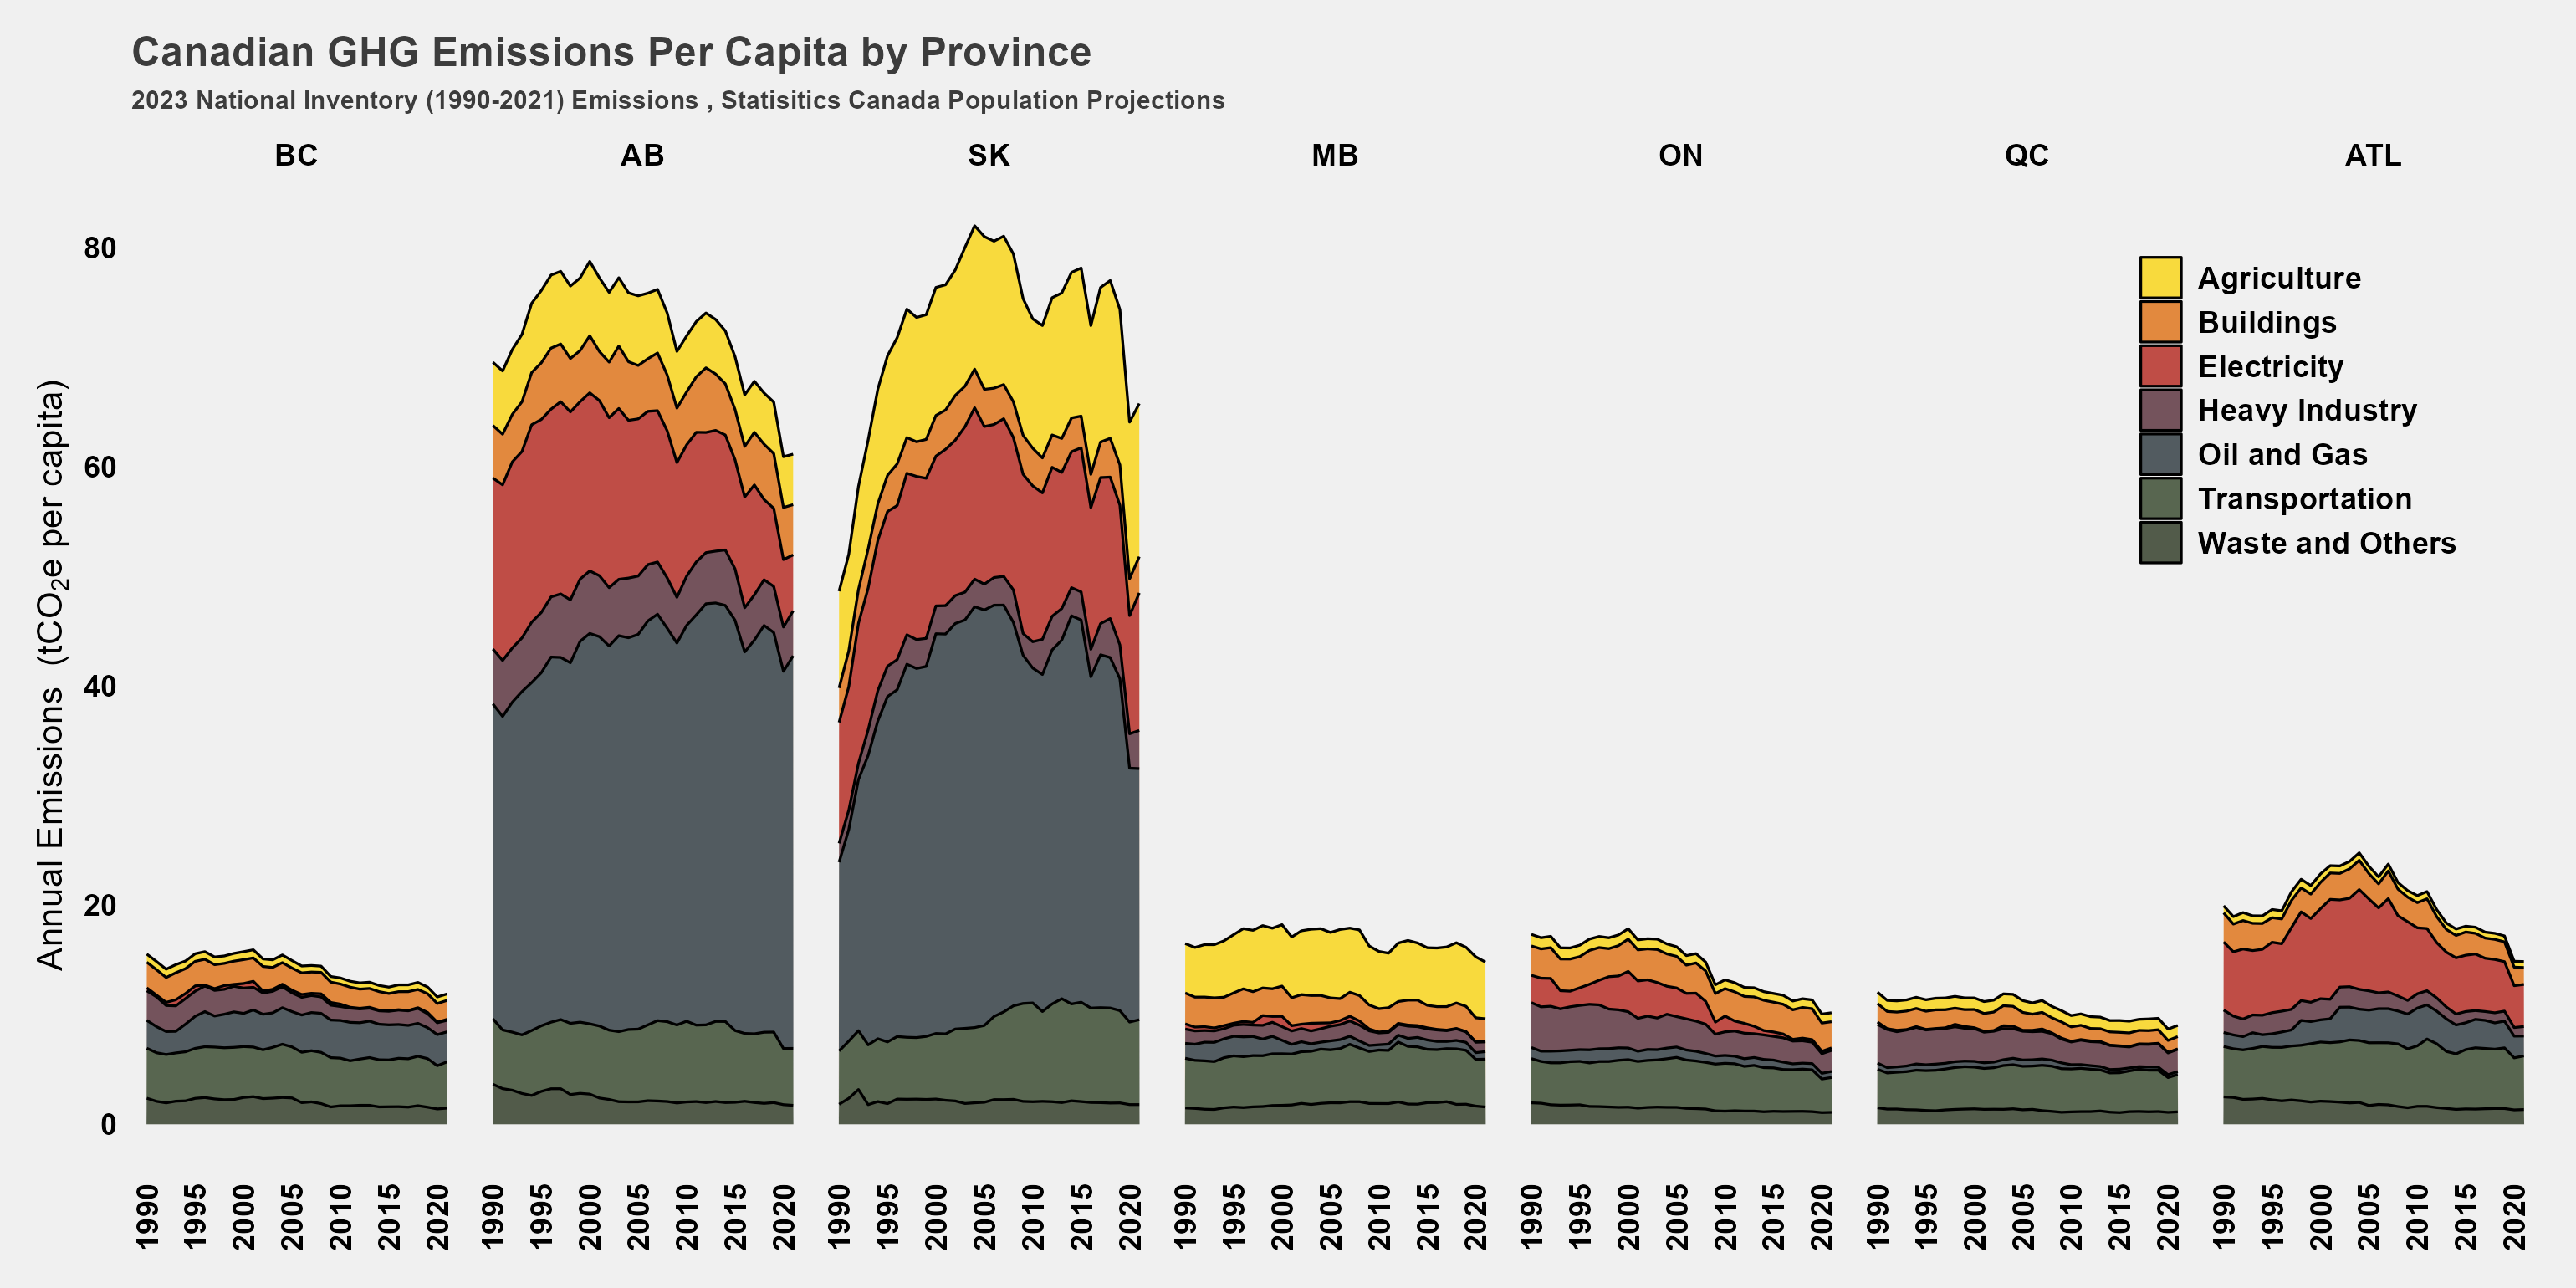 Canadian GHG Emissions Per Capita by Province
2023 National Inventory (1990-2021) Emissions , Statisitics Canada Population Projections
BC AB SK MB ON QC ATL
Annual Emissions (tCO₂e per capita)
80
60
40
20
0
Agriculture
Buildings
Electricity
Heavy Industry
Oil and Gas
Transportation
Waste and Others
1990 1995 2000 2005 2010 2015 2020 1990 1995 2000 2005 2010 2015 2020 1990 1995 2000 2005 2010 2015 2020 1990 1995 2000 2005 2010 2015 2020 1990 1995 2000 2005 2010 2015 2020 1990 1995 2000 2005 2010 2015 2020 1990 1995 2000 2005 2010 2015 2020